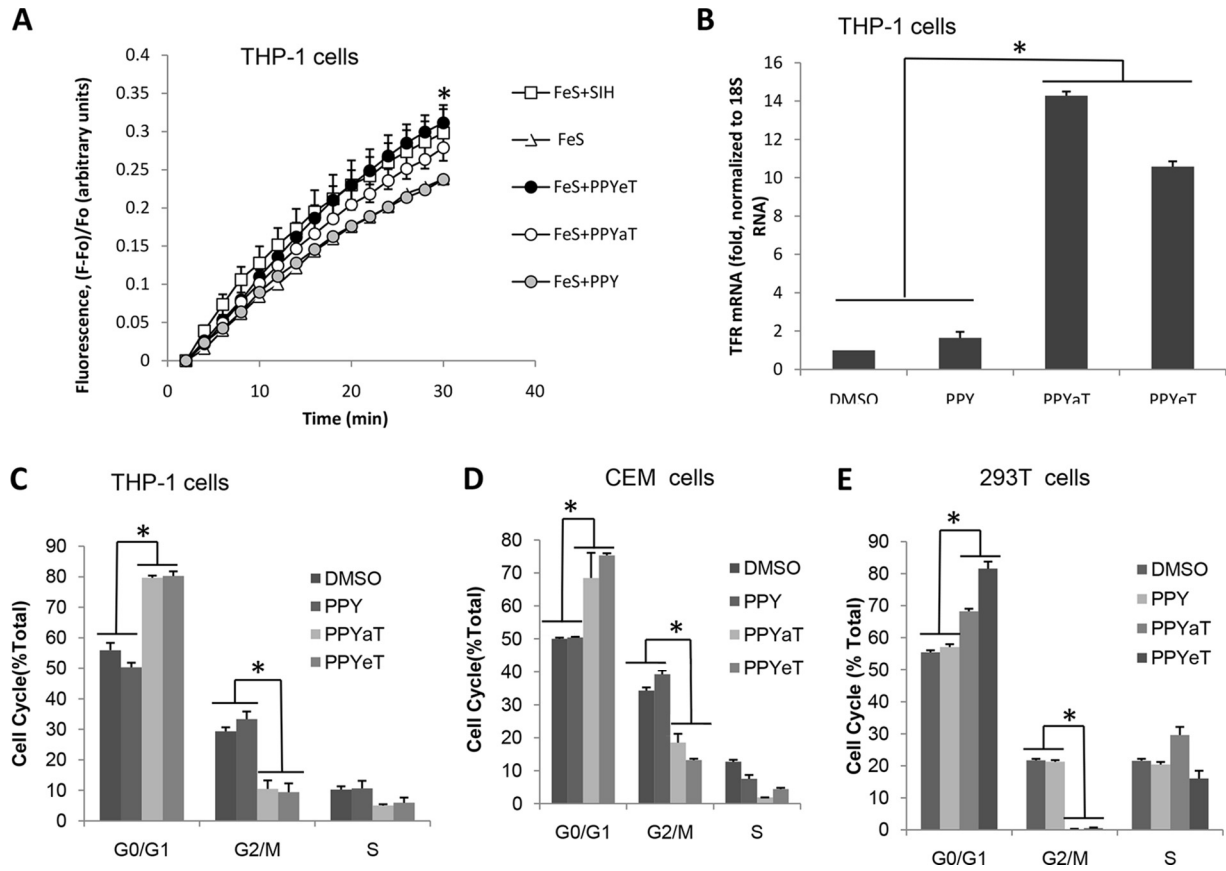 A
THP-1 cells
Fluorescence, (F-Fo)/Fo (arbitrary units)
0.4
0.35
0.3
0.25
0.2
0.15
0.1
0.05
0
0 10 20 30 40
Time (min)
*
FeS+SIH
FeS
FeS+PPYeT
FeS+PPYaT
FeS+PPY
B
THP-1 cells
TFR mRNA (fold, normalized to 18S
RNA)
16
14
12
10
8
6
4
2
0
*
DMSO PPY PPYaT PPYeT
C
THP-1 cells
Cell Cycle(%Total)
90
80
70
60
50
40
30
20
10
0
*
*
DMSO
PPY
PPYaT
PPYeT
G0/G1 G2/M S
D
CEM cells
Cell Cycle(%Total)
80
70
60
50
40
30
20
10
0
*
*
DMSO
PPY
PPYaT
PPYeT
G0/G1 G2/M S
E
293T cells
Cell Cycle (% Total)
90
80
70
60
50
40
30
20
10
0
*
*
DMSO
PPY
PPYaT
PPYeT
G0/G1 G2/M S